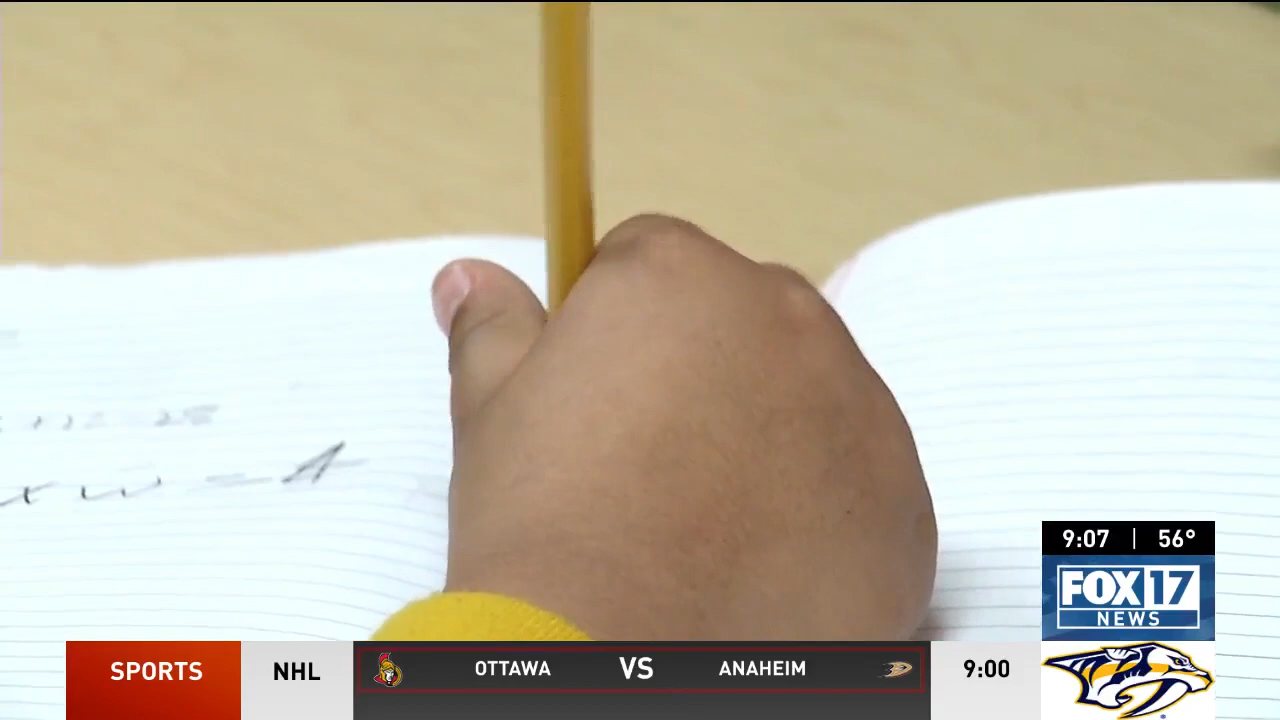 W = A
9:07 | 56°
FOX 17
NEWS
SPORTS NHL OTTAWA VS ANAHEIM 9:00